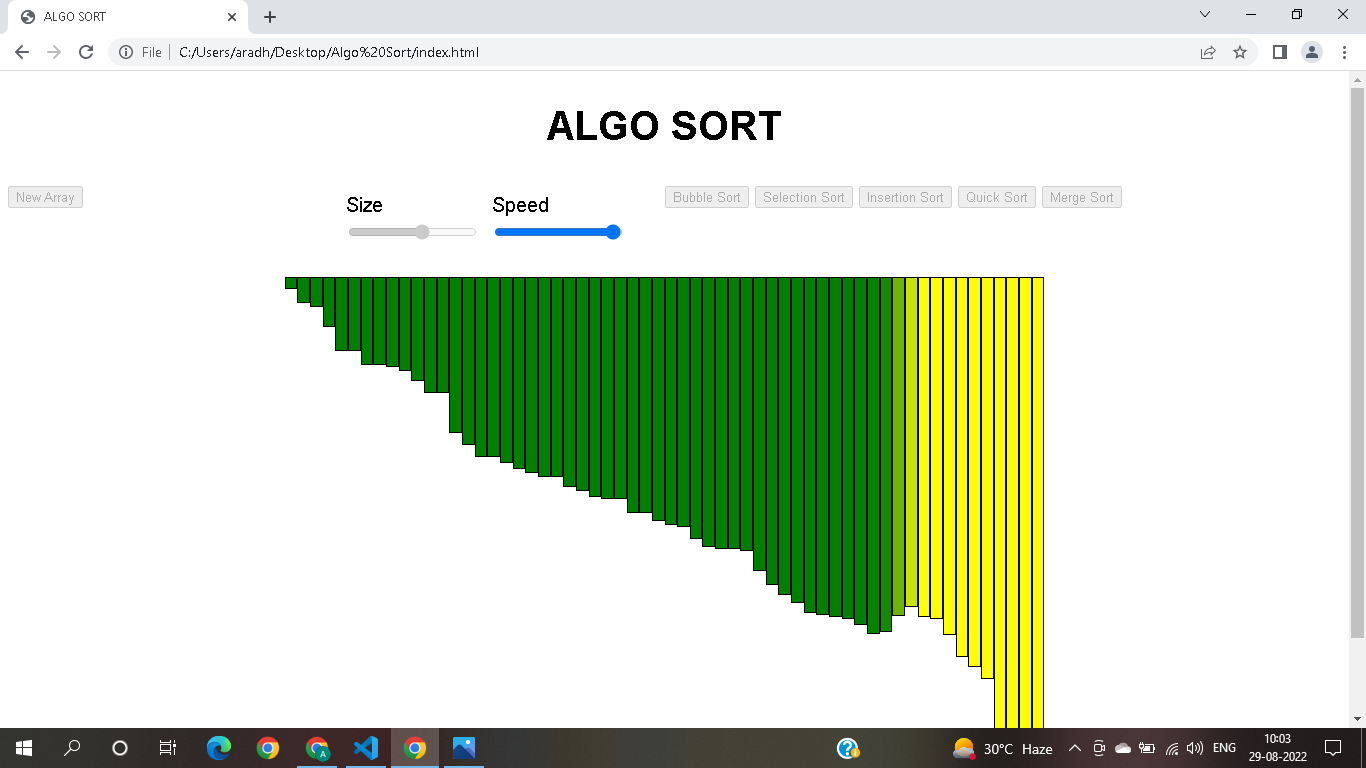 ALGO SORT
File C:/Users/aradh/Desktop/Algo%20Sort/index.html
ALGO SORT
New Array
Size Speed
Bubble Sort Selection Sort Insertion Sort Quick Sort Merge Sort
A
30°C Haze ENG 10:03
29-08-2022